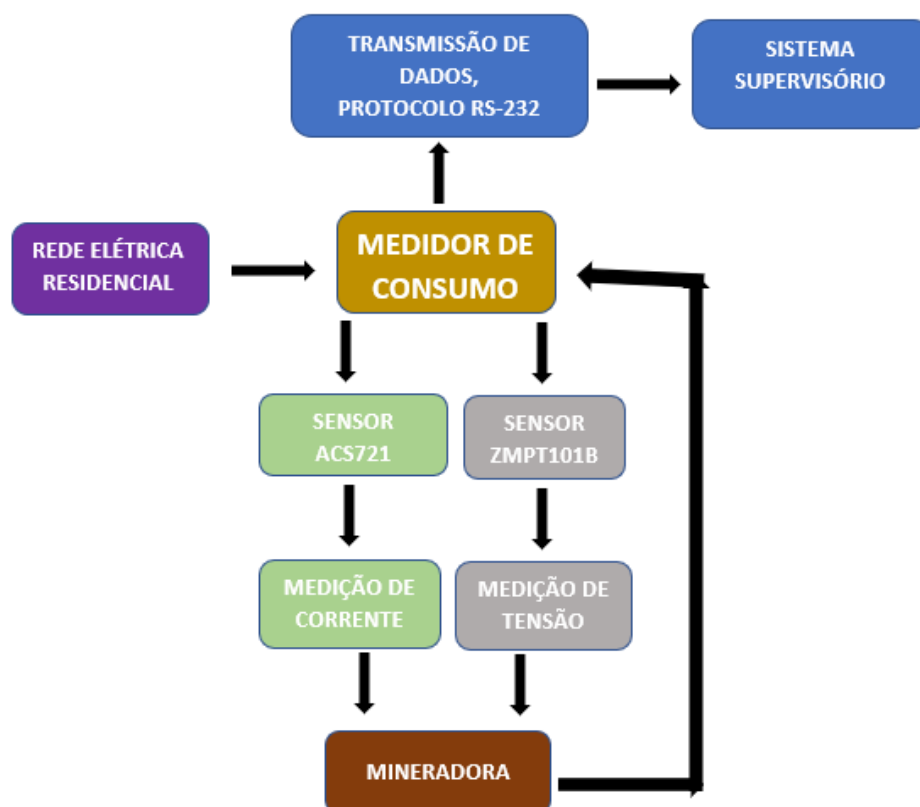 TRANSMISSÃO DE
DADOS,
PROTOCOLO RS-232
SISTEMA
SUPERVISÓRIO
REDE ELÉTRICA
RESIDENCIAL
MEDIDOR DE
CONSUMO
SENSOR
ACS721
SENSOR
ZMPT101B
MEDIÇÃO DE
CORRENTE
MEDIÇÃO DE
TENSÃO
MINERADORA